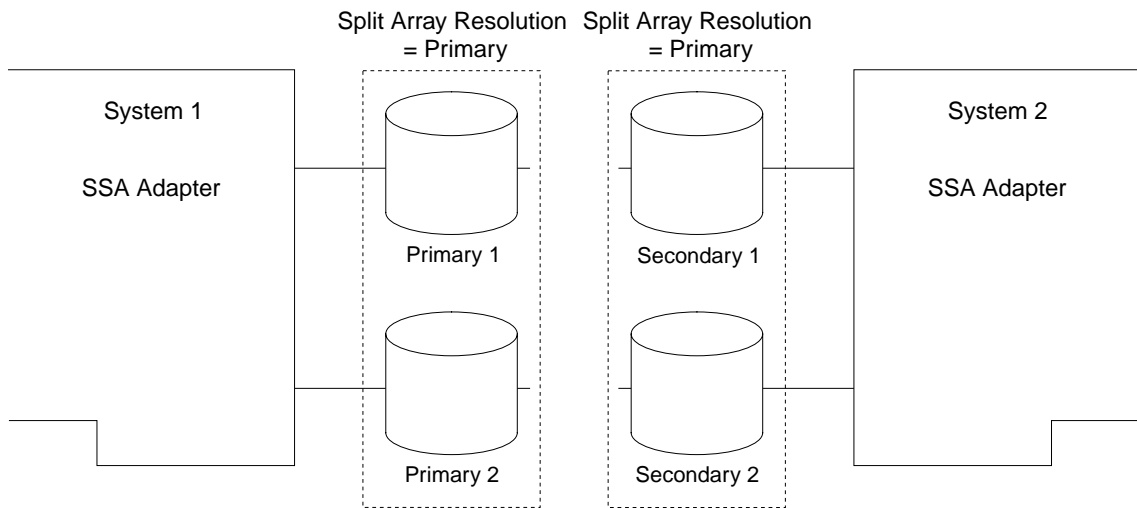 Split Array Resolution
= Primary
Split Array Resolution
= Primary
System 1
System 2
SSA Adapter
SSA Adapter
Primary 1
Secondary 1
Primary 2
Secondary 2